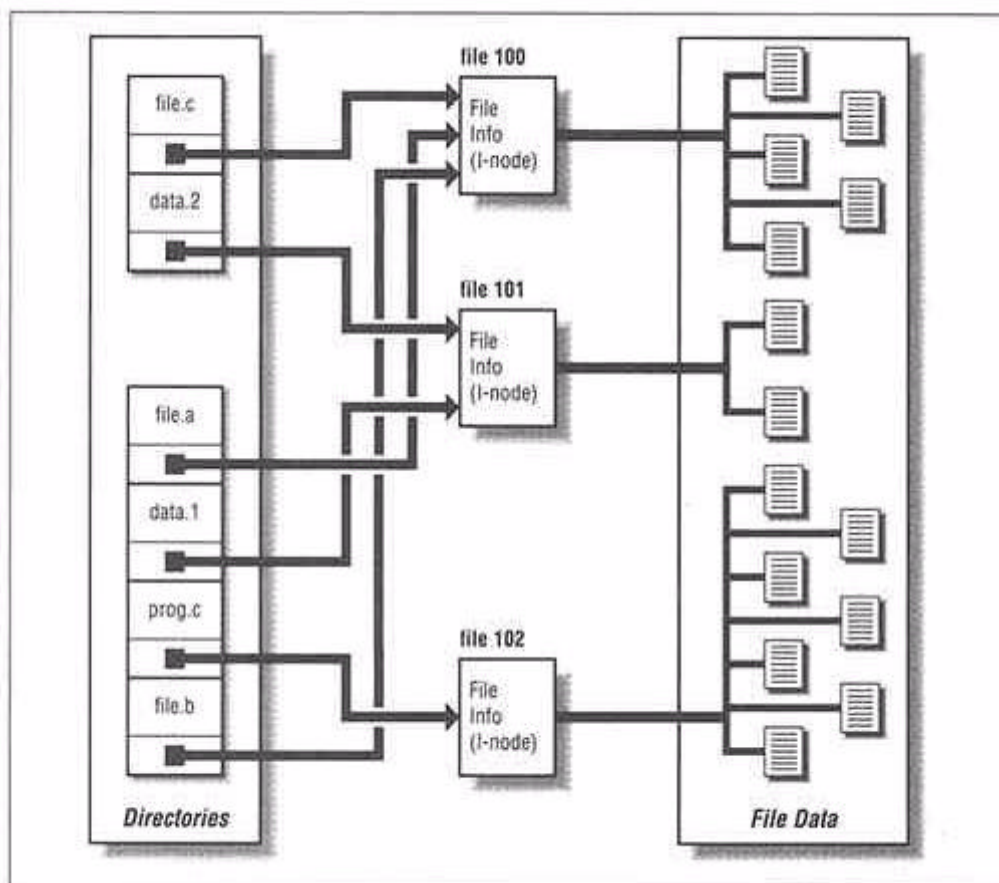 file.c
data.2
file.a
data.1
prog.c
file.b
Directories
file 100
File
Info
(I-node)
file 101
File
Info
(I-node)
file 102
File
Info
(I-node)
File Data